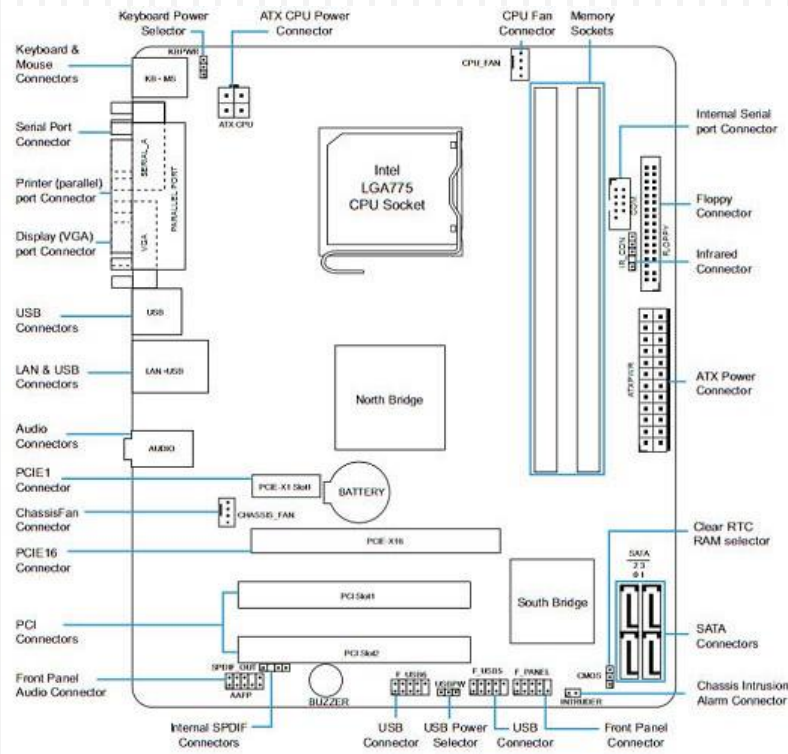 Keyboard Power
Selector
ATX CPU Power
Connector
CPU Fan
Connector
Memory
Sockets
Keyboard &
Mouse
Connectors
KBPWR
KB - MS
ATX CPU
CPU_FAN
Serial Port
Connector
SERIAL_A
Printer (parallel)
port Connector
PARALLEL PORT
Display (VGA)
port Connector
VGA
Intel
LGA775
CPU Socket
Internal Serial
port Connector
COM
Floppy
Connector
FLOPPY
IR_CON
Infrared
Connector
USB
Connectors
USB
LAN & USB
Connectors
LAN+USB
North Bridge
ATXPWR
ATX Power
Connector
Audio
Connectors
AUDIO
PCIE1
Connector
PCIE-X1 Slot1
BATTERY
ChassisFan
Connector
CHASSIS_FAN
PCIE16
Connector
PCIE-X16
Clear RTC
RAM selector
SATA
2 3
0 1
PCI Slot1
South Bridge
PCI
Connectors
SATA
Connectors
PCI Slot2
Front Panel
Audio Connector
SPDIF_OUT
AAFP
BUZZER
F_USB6
USBPW
F_USB5
F_PANEL
CMOS
INTRUDER
Chassis Intrusion
Alarm Connector
Internal SPDIF
Connectors
USB
Connector
USB Power
Selector
USB
Connector
Front Panel
Connector